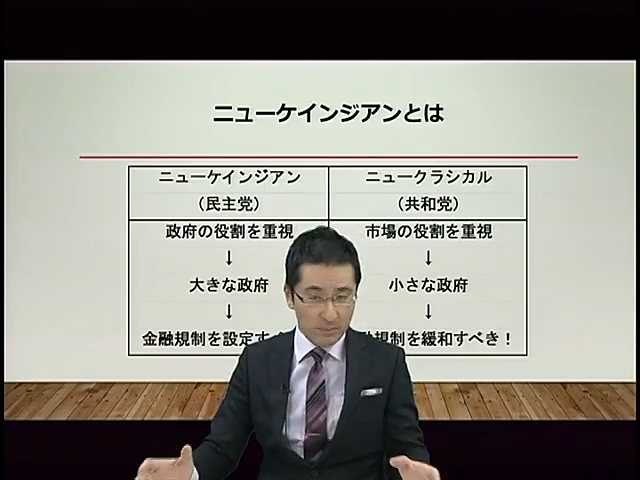 ニューケインジアンとは
ニューケインジアン ニュークラシカル
(民主党) (共和党)
政府の役割を重視 市場の役割を重視
↓ ↓
大きな政府 小さな政府
↓ ↓
金融規制を設定す 規制を緩和すべき！